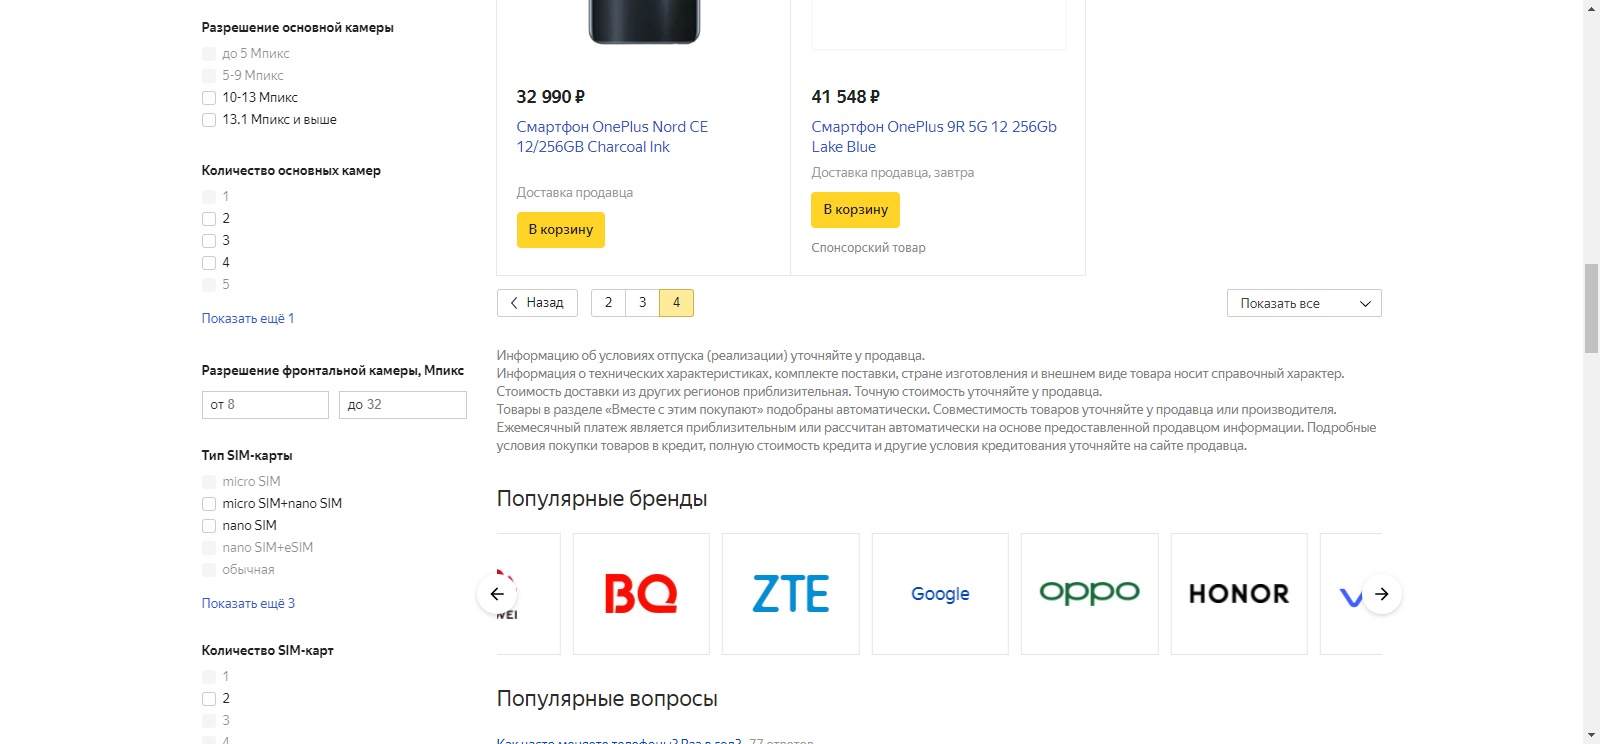 Разрешение основной камеры
до 5 Мпикс
5-9 Мпикс
10-13 Мпикс
13.1 Мпикс и выше
Количество основных камер
1
2
3
4
5
Показать ещё 1
Разрешение фронтальной камеры, Мпикс
от 8
до 32
Тип SIM-карты
micro SIM
micro SIM+nano SIM
nano SIM
nano SIM+eSIM
обычная
Показать ещё 3
Количество SIM-карт
1
2
3
4
32 990 ₽
Смартфон OnePlus Nord CE
12/256GB Charcoal Ink
Доставка продавца
В корзину
41 548 ₽
Смартфон OnePlus 9R 5G 12 256Gb
Lake Blue
Доставка продавца, завтра
В корзину
Спонсорский товар
Назад
2
3
4
Показать все
Информацию об условиях отпуска (реализации) уточняйте у продавца.
Информация о технических характеристиках, комплекте поставки, стране изготовления и внешнем виде товара носит справочный характер.
Стоимость доставки из других регионов приблизительная. Точную стоимость уточняйте у продавца.
Товары в разделе «Вместе с этим покупают» подобраны автоматически. Совместимость товаров уточняйте у продавца или производителя.
Ежемесячный платеж является приблизительным или рассчитан автоматически на основе предоставленной продавцом информации. Подробные
условия покупки товаров в кредит, полную стоимость кредита и другие условия кредитования уточняйте на сайте продавца.
Популярные бренды
BQ
ZTE
Google
oppo
HONOR
Популярные вопросы
Как часто меняете телефоны? Раз в год? 77 ответов